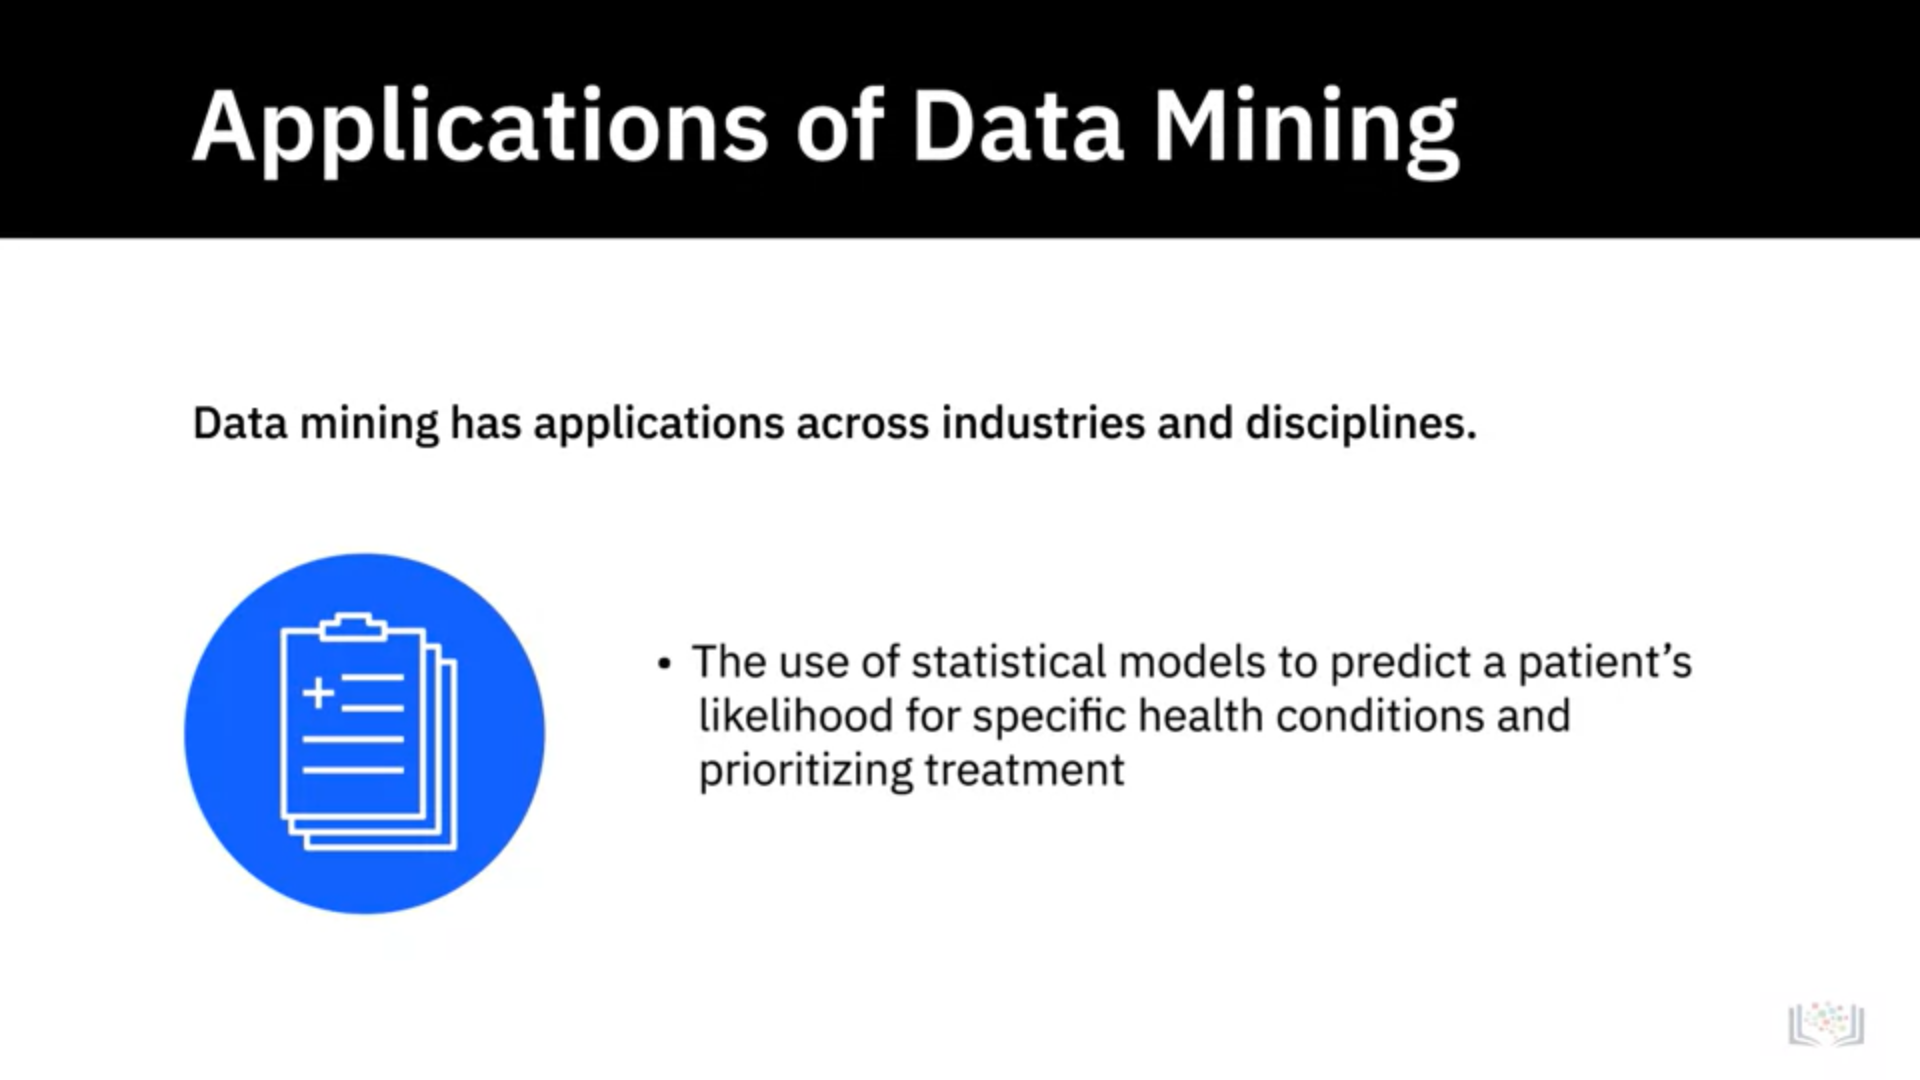 Applications of Data Mining
Data mining has applications across industries and disciplines.
• The use of statistical models to predict a patient’s
likelihood for specific health conditions and
prioritizing treatment